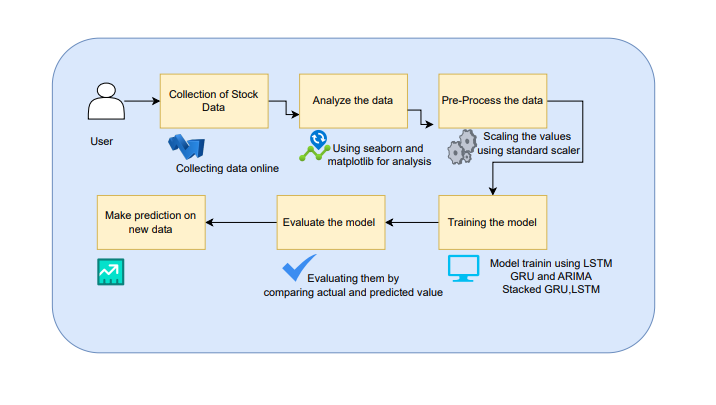 Collection of Stock
Data
Analyze the data
Pre-Process the data
User
Collecting data online
Using seaborn and
matplotlib for analysis
Scaling the values
using standard scaler
Make prediction on
new data
Evaluate the model
Training the model
Evaluating them by
comparing actual and predicted value
Model trainin using LSTM
GRU and ARIMA
Stacked GRU,LSTM